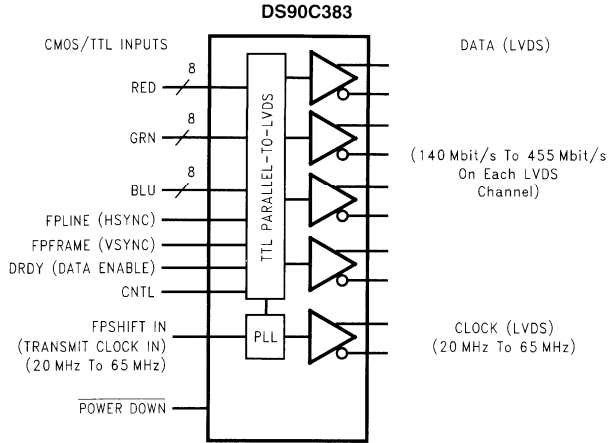 DS90C383
CMOS/TTL INPUTS
DATA (LVDS)
8
RED
8
GRN
(140 Mbit/s To 455 Mbit/s
On Each LVDS
Channel)
8
BLU
TTL PARALLEL-TO-LVDS
FPLINE (HSYNC)
FPFRAME (VSYNC)
DRDY (DATA ENABLE)
CNTL
FPSHIFT IN
(TRANSMIT CLOCK IN)
(20 MHz To 65 MHz)
PLL
CLOCK (LVDS)
(20 MHz To 65 MHz)
POWER DOWN